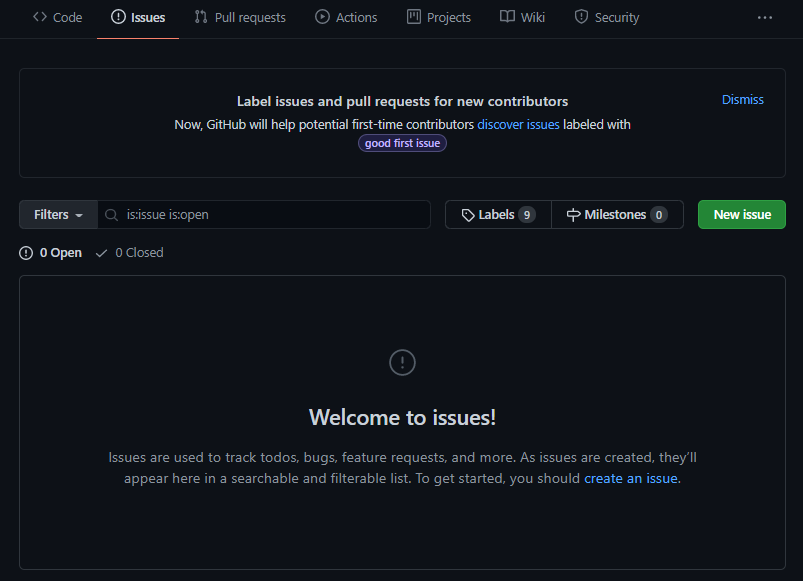 Code Issues Pull requests Actions Projects Wiki Security
Label issues and pull requests for new contributors
Dismiss
Now, GitHub will help potential first-time contributors discover issues labeled with
good first issue
Filters is:issue is:open Labels 9 Milestones 0 New issue
0 Open 0 Closed
Welcome to issues!
Issues are used to track todos, bugs, feature requests, and more. As issues are created, they’ll
appear here in a searchable and filterable list. To get started, you should create an issue.